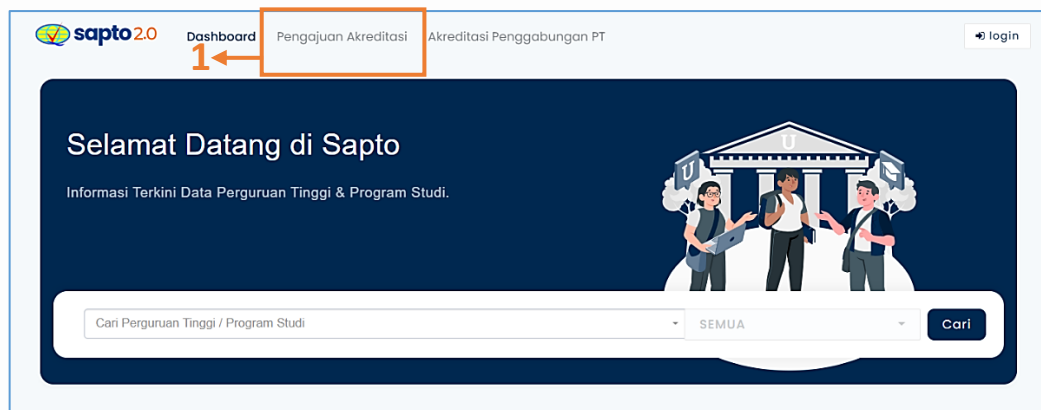 sapto 2.0 Dashboard Pengajuan Akreditasi Akreditasi Penggabungan PT login
1
Selamat Datang di Sapto
Informasi Terkini Data Perguruan Tinggi & Program Studi.
U
U
Cari Perguruan Tinggi / Program Studi SEMUA Cari